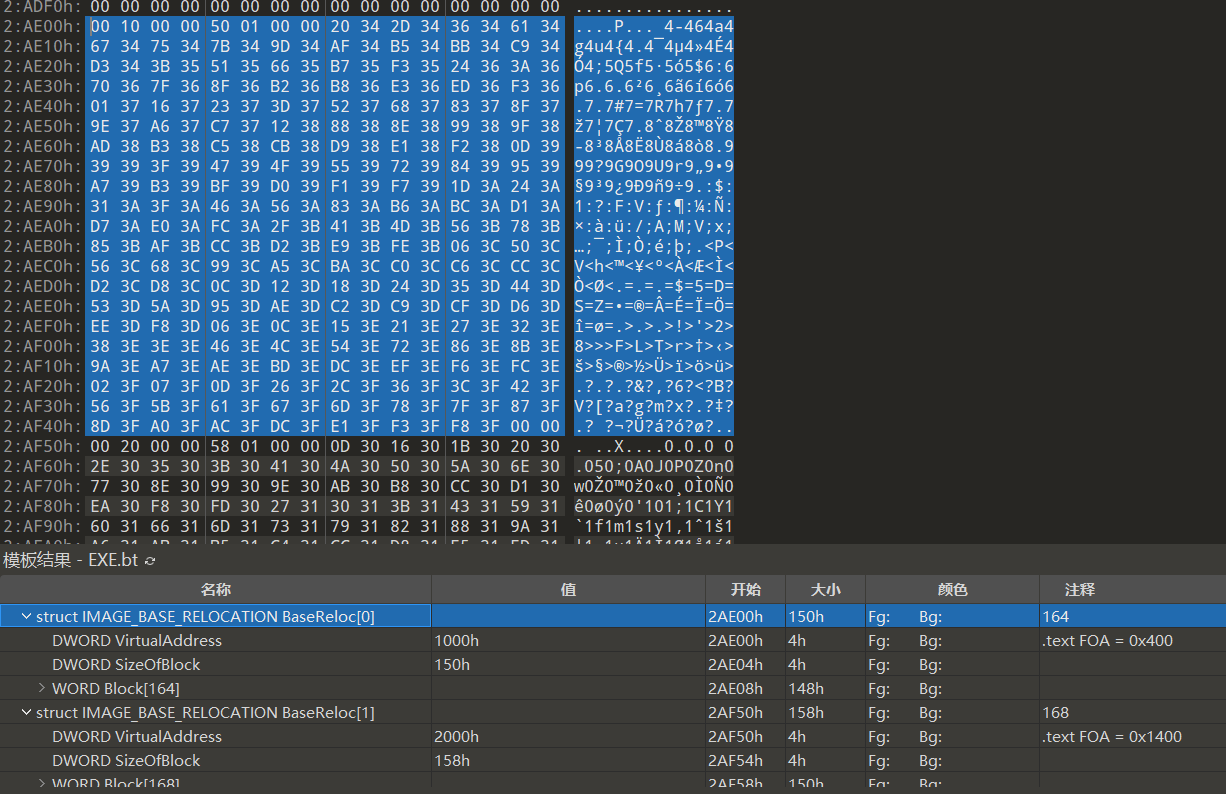 2:ADF0h: 00 00 00 00 00 00 00 00 00 00 00 00 00 00 00 00 ................
2:AE00h: 00 10 00 00 50 01 00 00 20 34 2D 34 36 34 61 34 ....P... 4-464a4
2:AE10h: 67 34 75 34 7B 34 9D 34 AF 34 B5 34 BB 34 C9 34 g4u4{4.4¯4µ4»4É4
2:AE20h: D3 34 3B 35 51 35 66 35 B7 35 F3 35 24 36 3A 36 Ó4;5Q5f5·5ó5$6:6
2:AE30h: 70 36 7F 36 8F 36 B2 36 B8 36 E3 36 ED 36 F3 36 p6.6.6²6¸6ã6í6ó6
2:AE40h: 01 37 16 37 23 37 3D 37 52 37 68 37 83 37 8F 37 .7.7#7=7R7h7ƒ7.7
2:AE50h: 9E 37 A6 37 C7 37 12 38 88 38 8E 38 99 38 9F 38 ž7¦7Ç7.8ˆ8Ž8™8Ÿ8
2:AE60h: AD 38 B3 38 C5 38 CB 38 D9 38 E1 38 F2 38 0D 39 -8³8Å8Ë8Ù8á8ò8.9
2:AE70h: 39 39 3F 39 47 39 4F 39 55 39 72 39 84 39 95 39 99?9G9O9U9r9„9•9
2:AE80h: A7 39 B3 39 BF 39 D0 39 F1 39 F7 39 1D 3A 24 3A §9³9¿9Ð9ñ9÷9.:$:
2:AE90h: 31 3A 3F 3A 46 3A 56 3A 83 3A B6 3A BC 3A D1 3A 1:?:F:V:ƒ:¶:¼:Ñ:
2:AEA0h: D7 3A E0 3A FC 3A 2F 3B 41 3B 4D 3B 56 3B 78 3B ×:à:ü:/;A;M;V;x;
2:AEB0h: 85 3B AF 3B CC 3B D2 3B E9 3B FE 3B 06 3C 50 3C …;¯;Ì;Ò;é;þ;.<P<
2:AEC0h: 56 3C 68 3C 99 3C A5 3C BA 3C C0 3C C6 3C CC 3C V<h<™<¥<º<À<Æ<Ì<
2:AED0h: D2 3C D8 3C 0C 3D 12 3D 18 3D 24 3D 35 3D 44 3D Ò<Ø<.=.=.=$=5=D=
2:AEE0h: 53 3D 5A 3D 95 3D AE 3D C2 3D C9 3D CF 3D D6 3D S=Z=•=®=Â=É=Ï=Ö=
2:AEF0h: EE 3D F8 3D 06 3E 0C 3E 15 3E 21 3E 27 3E 32 3E î=ø=.>.>.>!>'>2>
2:AF00h: 38 3E 3E 3E 46 3E 4C 3E 54 3E 72 3E 86 3E 8B 3E 8>>>F>L>T>r>†>‹>
2:AF10h: 9A 3E A7 3E AE 3E BD 3E DC 3E EF 3E F6 3E FC 3E š>§>®>½>Ü>ï>ö>ü>
2:AF20h: 02 3F 07 3F 0D 3F 26 3F 2C 3F 36 3F 3C 3F 42 3F .?.?.?&?,?6?<?B?
2:AF30h: 56 3F 5B 3F 61 3F 67 3F 6D 3F 78 3F 7F 3F 87 3F V?[?a?g?m?x?.?‡?
2:AF40h: 8D 3F A0 3F AC 3F DC 3F E1 3F F3 3F F8 3F 00 00 .? ?¬?Ü?á?ó?ø?..
2:AF50h: 00 20 00 00 58 01 00 00 0D 30 16 30 1B 30 20 30 . ..X....0.0.0 0
2:AF60h: 2E 30 35 30 3B 30 41 30 4A 30 50 30 5A 30 6E 30 .050;0A0J0P0Z0n0
2:AF70h: 77 30 8E 30 99 30 9E 30 AB 30 B8 30 CC 30 D1 30 w0Ž0™0ž0«0¸0Ì0Ñ0
2:AF80h: EA 30 F8 30 FD 30 27 31 30 31 3B 31 43 31 59 31 ê0ø0ý0'101;1C1Y1
2:AF90h: 60 31 66 31 6D 31 73 31 79 31 82 31 88 31 9A 31 `1f1m1s1y1‚1ˆ1š1
模板结果 - EXE.bt
名称 值 开始 大小 颜色 注释
struct IMAGE_BASE_RELOCATION BaseReloc[0] 2AE00h 150h Fg: Bg: 164
DWORD VirtualAddress 1000h 2AE00h 4h Fg: Bg: .text FOA = 0x400
DWORD SizeOfBlock 150h 2AE04h 4h Fg: Bg:
WORD Block[164] 2AE08h 148h Fg: Bg:
struct IMAGE_BASE_RELOCATION BaseReloc[1] 2AF50h 158h Fg: Bg: 168
DWORD VirtualAddress 2000h 2AF50h 4h Fg: Bg: .text FOA = 0x1400
DWORD SizeOfBlock 158h 2AF54h 4h Fg: Bg:
WORD Block[168] 2AF58h 150h Fg: Bg: